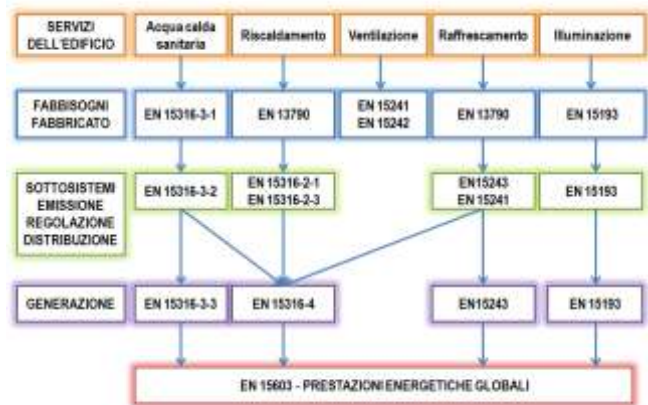 SERVIZI
DELL'EDIFICIO
Acqua calda
sanitaria
Riscaldamento
Ventilazione
Raffrescamento
Illuminazione
FABBISOGNI
FABBRICATO
EN 15316-3-1
EN 13790
EN 15241
EN 15242
EN 13790
EN 15193
SOTTOSISTEMI
EMISSIONE
REGOLAZIONE
DISTRIBUZIONE
EN 15316-3-2
EN 15316-2-1
EN 15316-2-3
EN15243
EN 15241
EN 15193
GENERAZIONE
EN 15316-3-3
EN 15316-4
EN15243
EN 15193
EN 15603 - PRESTAZIONI ENERGETICHE GLOBALI